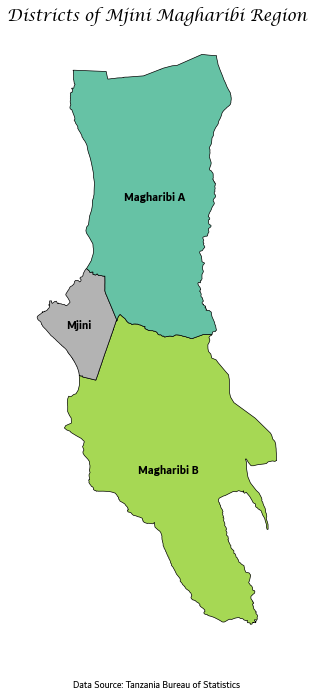 Districts of Mjini Magharibi Region
Magharibi A
Mjini
Magharibi B
Data Source: Tanzania Bureau of Statistics